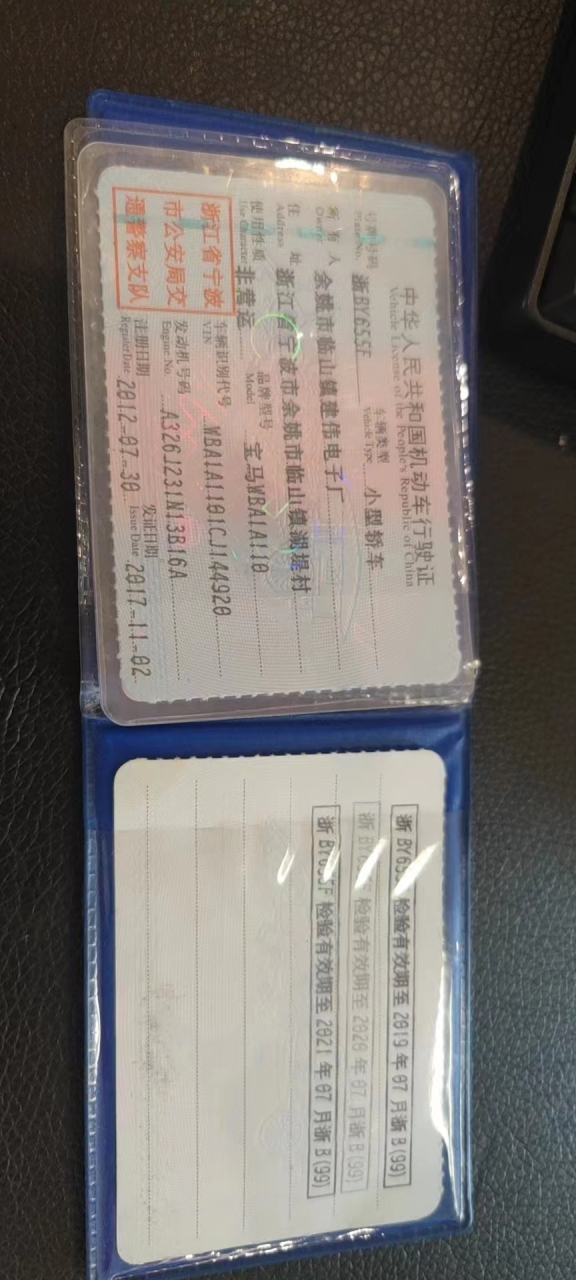 中华人民共和国机动车行驶证
Vehicle License of the People's Republic of China
号牌号码 浙BY655F 车辆类型 小型轿车
Plate No. Vehicle Type
所有人 余姚市临山镇建伟电子厂
Owner
住址 浙江省宁波市余姚市临山镇湖堤村
Address
使用性质 非营运 品牌型号 宝马WBA1A110
Use Character Model
浙江省宁波
市公安局交
通警察支队
车辆识别代号 WBA1A1101CJ144920
VIN
发动机号码 A3261231N13B16A
Engine No.
注册日期 2012-07-30 发证日期 2017-11-02
Register Date Issue Date
浙BY655 检验有效期至2019年07月浙B(99)
浙BY6 F检验有效期至2020年07月浙B(99)
浙BY655F检验有效期至2021年07月浙B(99)